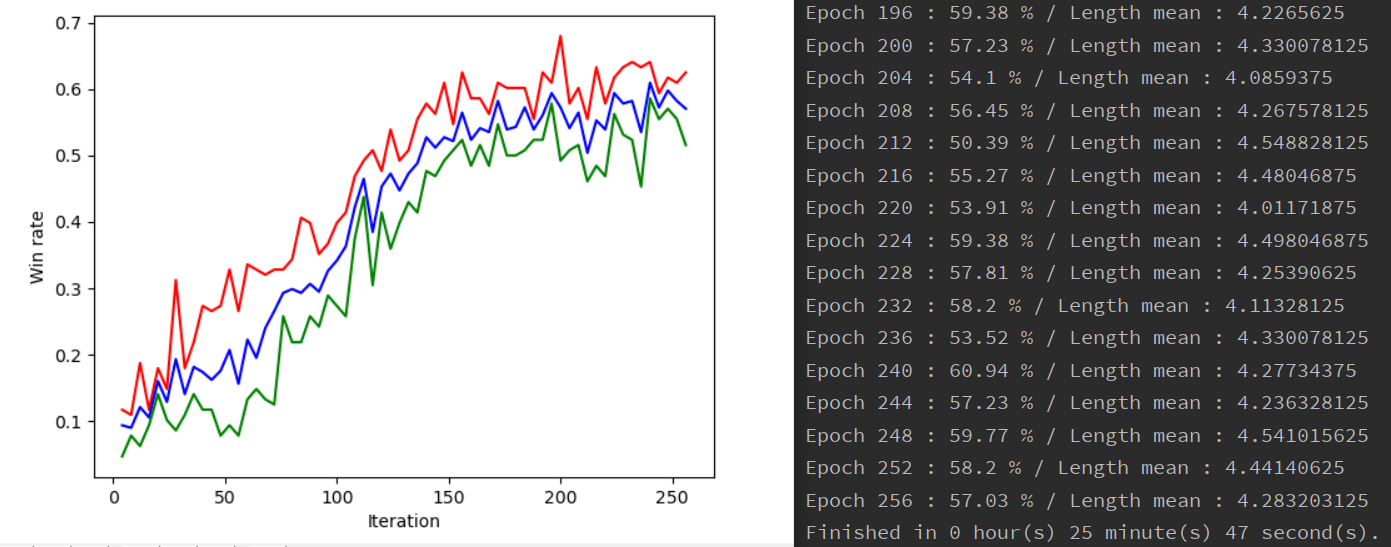 0.7
0.6
0.5
0.4
0.3
0.2
0.1
Win rate
0
50
100
150
200
250
Iteration
Epoch 196 : 59.38 % / Length mean : 4.2265625
Epoch 200 : 57.23 % / Length mean : 4.330078125
Epoch 204 : 54.1 % / Length mean : 4.0859375
Epoch 208 : 56.45 % / Length mean : 4.267578125
Epoch 212 : 50.39 % / Length mean : 4.548828125
Epoch 216 : 55.27 % / Length mean : 4.48046875
Epoch 220 : 53.91 % / Length mean : 4.01171875
Epoch 224 : 59.38 % / Length mean : 4.498046875
Epoch 228 : 57.81 % / Length mean : 4.25390625
Epoch 232 : 58.2 % / Length mean : 4.11328125
Epoch 236 : 53.52 % / Length mean : 4.330078125
Epoch 240 : 60.94 % / Length mean : 4.27734375
Epoch 244 : 57.23 % / Length mean : 4.236328125
Epoch 248 : 59.77 % / Length mean : 4.541015625
Epoch 252 : 58.2 % / Length mean : 4.44140625
Epoch 256 : 57.03 % / Length mean : 4.283203125
Finished in 0 hour(s) 25 minute(s) 47 second(s).